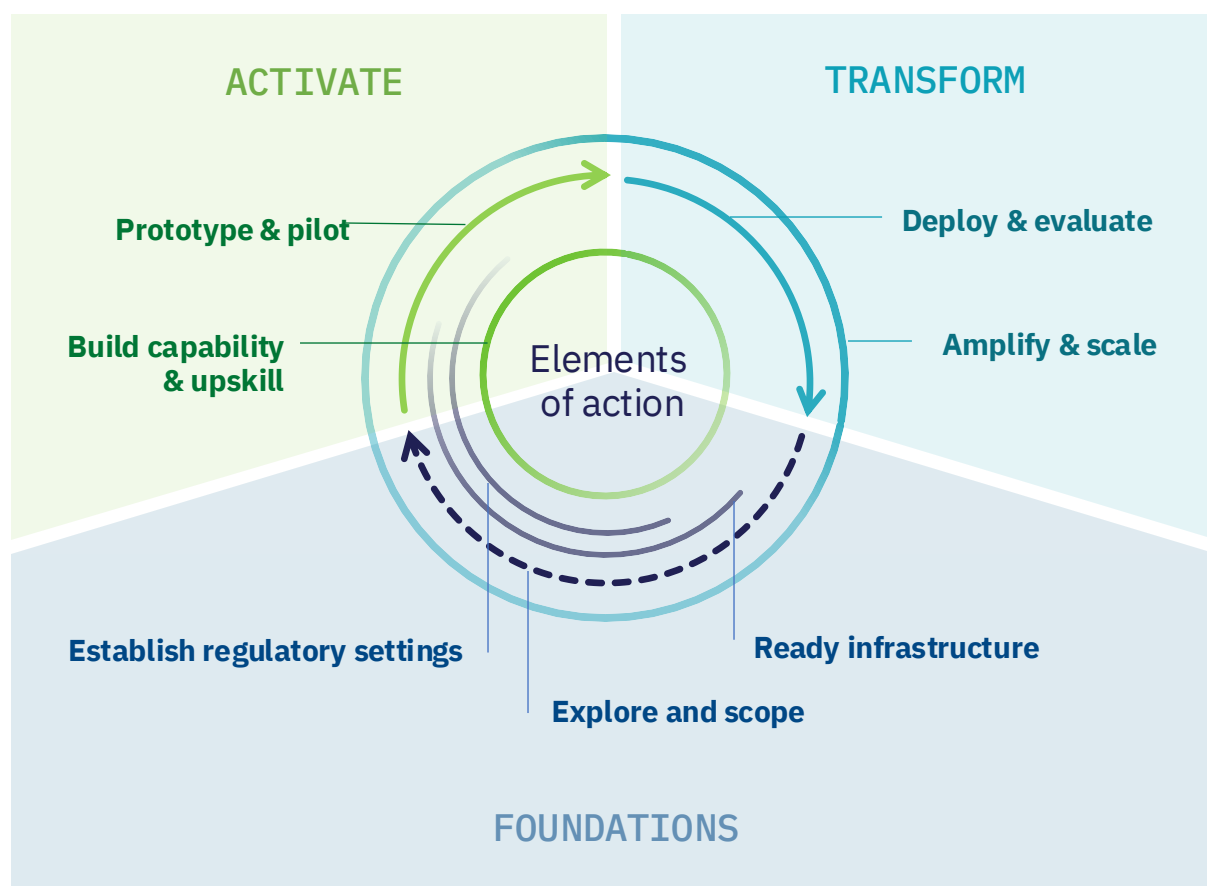 ACTIVATE
TRANSFORM
Prototype & pilot
Deploy & evaluate
Build capability
& upskill
Amplify & scale
Elements
of action
Establish regulatory settings
Ready infrastructure
Explore and scope
FOUNDATIONS